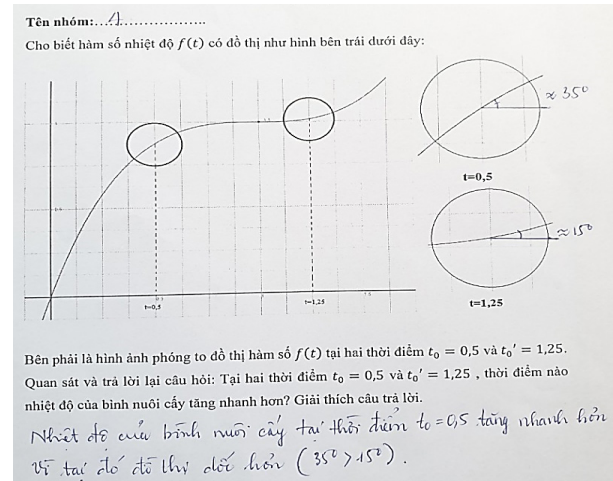 Tên nhóm:....1....................
Cho biết hàm số nhiệt độ f(t) có đồ thị như hình bên trái dưới đây:
≈ 35°
t=0,5
≈ 15°
t=0,5
t=1,25
t=1,25
Bên phải là hình ảnh phóng to đồ thị hàm số f(t) tại hai thời điểm t₀ = 0,5 và t₀′ = 1,25.
Quan sát và trả lời lại câu hỏi: Tại hai thời điểm t₀ = 0,5 và t₀′ = 1,25 , thời điểm nào
nhiệt độ của bình nuôi cấy tăng nhanh hơn? Giải thích câu trả lời.
Nhiệt độ của bình nuôi cấy tại thời điểm t₀ = 0,5 tăng nhanh hơn
vì tại đó đồ thị dốc hơn (35° > 15°).